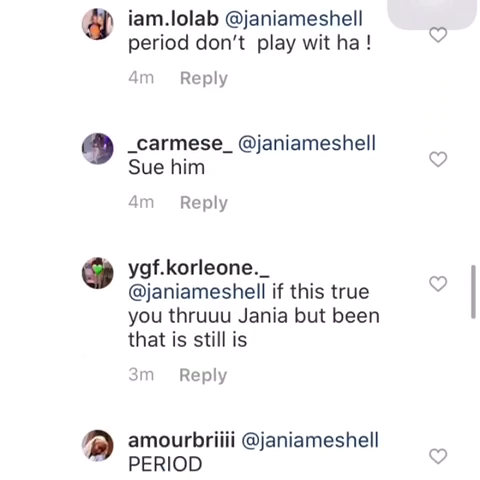 iam.lolab @janiameshell
period don’t  play wit ha !
4m Reply
_carmese_ @janiameshell
Sue him
4m Reply
ygf.korleone._
@janiameshell if this true
you thruuu Jania but been
that is still is
3m Reply
amourbriiii @janiameshell
PERIOD